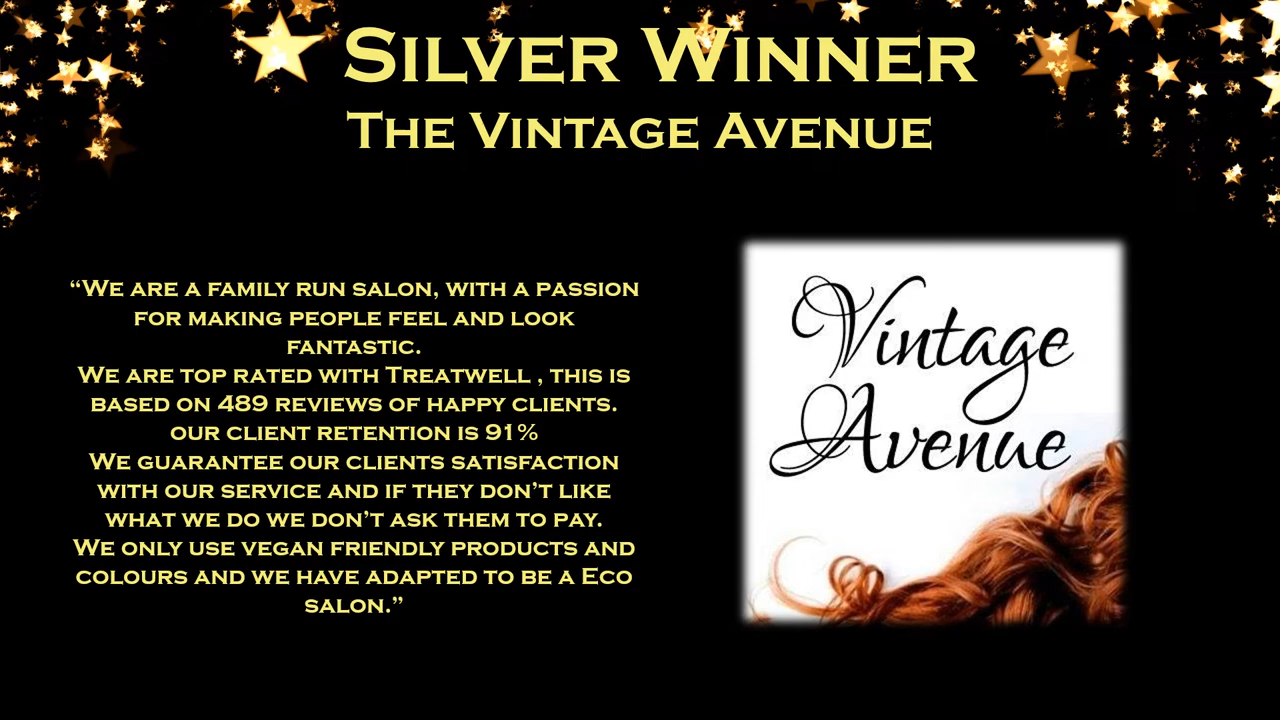 Silver Winner
The Vintage Avenue
“We are a family run salon, with a passion
for making people feel and look
fantastic.
We are top rated with Treatwell , this is
based on 489 reviews of happy clients.
our client retention is 91%
We guarantee our clients satisfaction
with our service and if they don’t like
what we do we don’t ask them to pay.
We only use vegan friendly products and
colours and we have adapted to be a Eco
salon.”
Vintage
Avenue